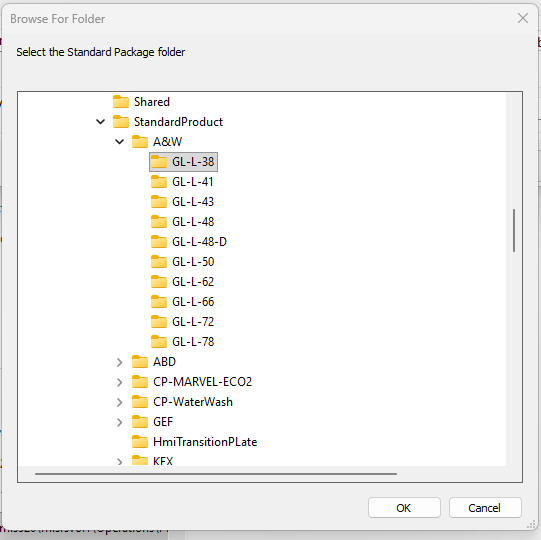 Browse For Folder
Select the Standard Package folder
Shared
StandardProduct
A&W
GL-L-38
GL-L-41
GL-L-43
GL-L-48
GL-L-48-D
GL-L-50
GL-L-62
GL-L-66
GL-L-72
GL-L-78
ABD
CP-MARVEL-ECO2
CP-WaterWash
GEF
HmiTransitionPLate
KFX
OK
Cancel